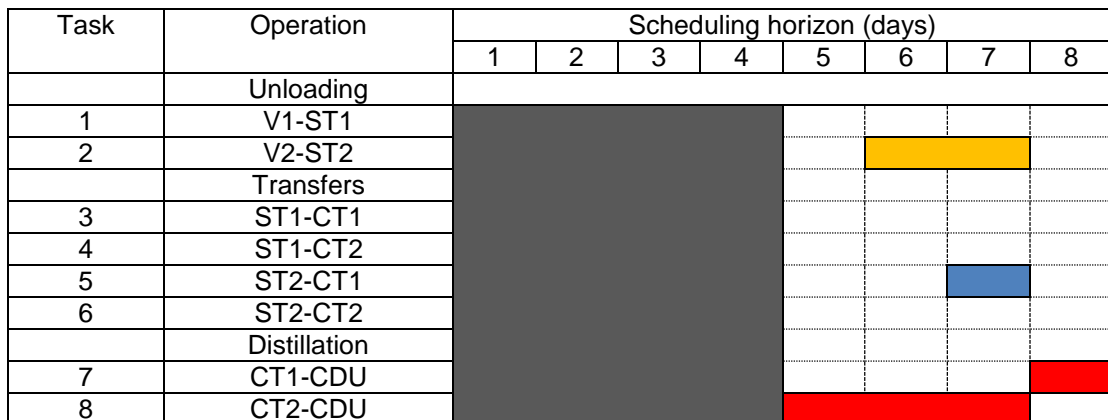 Task Operation Scheduling horizon (days)
1 2 3 4 5 6 7 8
Unloading
1 V1-ST1
2 V2-ST2
Transfers
3 ST1-CT1
4 ST1-CT2
5 ST2-CT1
6 ST2-CT2
Distillation
7 CT1-CDU
8 CT2-CDU